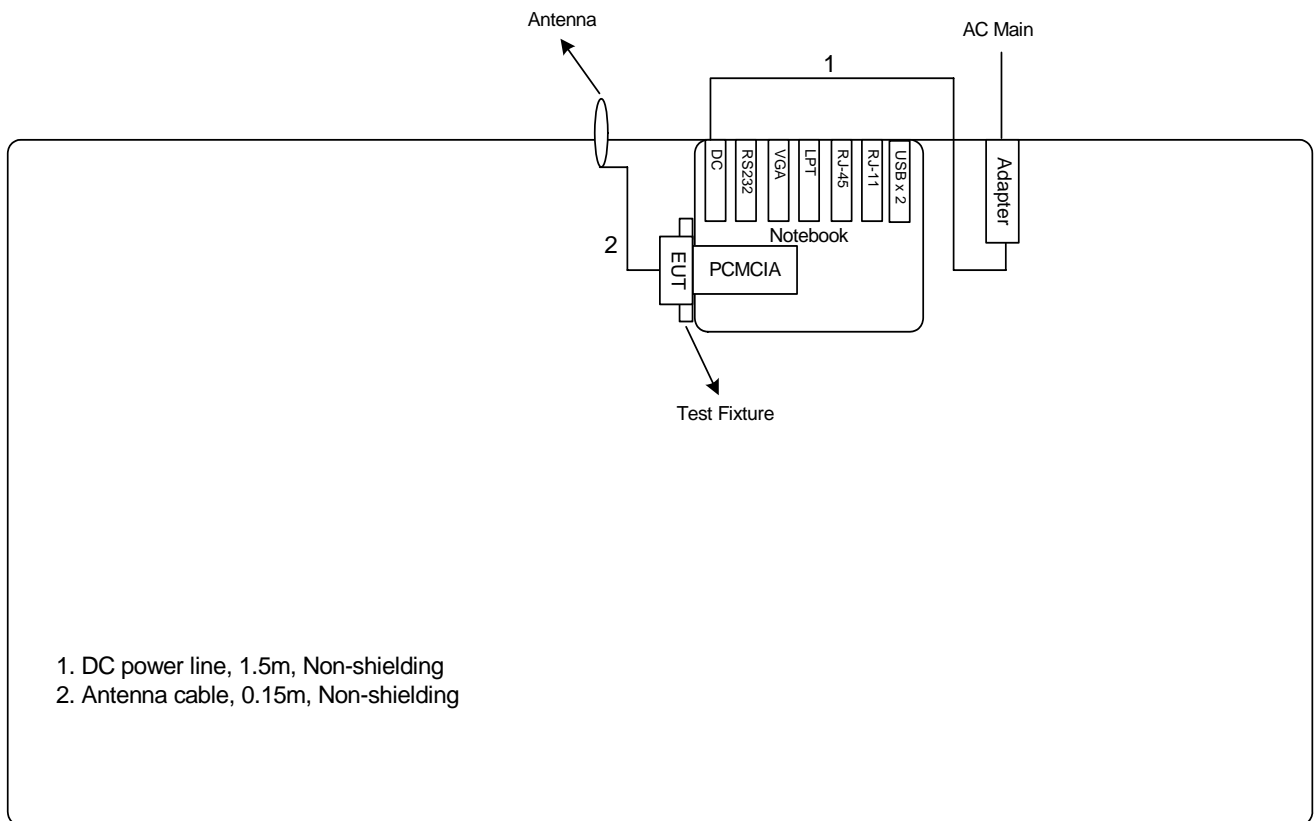 Antenna
AC Main
1
DC
RS232
VGA
LPT
RJ-45
RJ-11
USB x 2
Adapter
Notebook
2
EUT
PCMCIA
Test Fixture
1. DC power line, 1.5m, Non-shielding
2. Antenna cable, 0.15m, Non-shielding